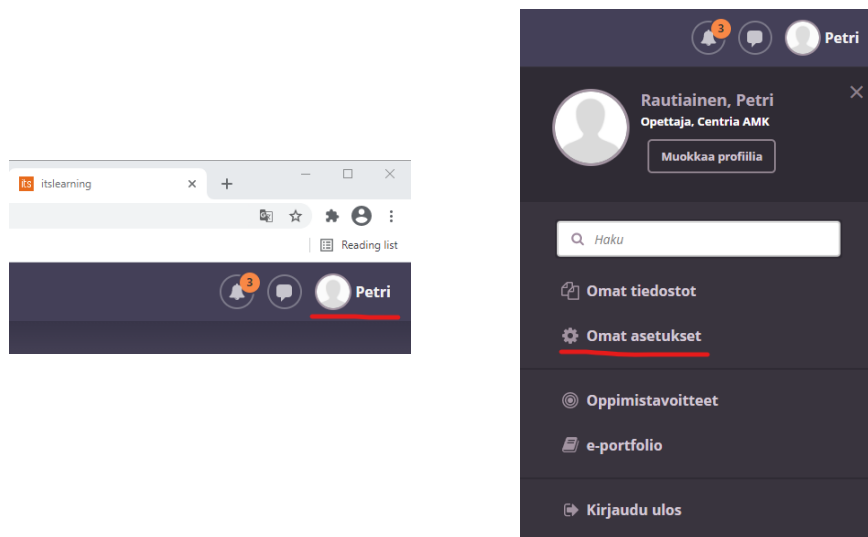 its itslearning
Reading list
3
Petri
3
Petri
Rautiainen, Petri
Opettaja, Centria AMK
Muokkaa profiilia
Haku
Omat tiedostot
Omat asetukset
Oppimistavoitteet
e-portfolio
Kirjaudu ulos